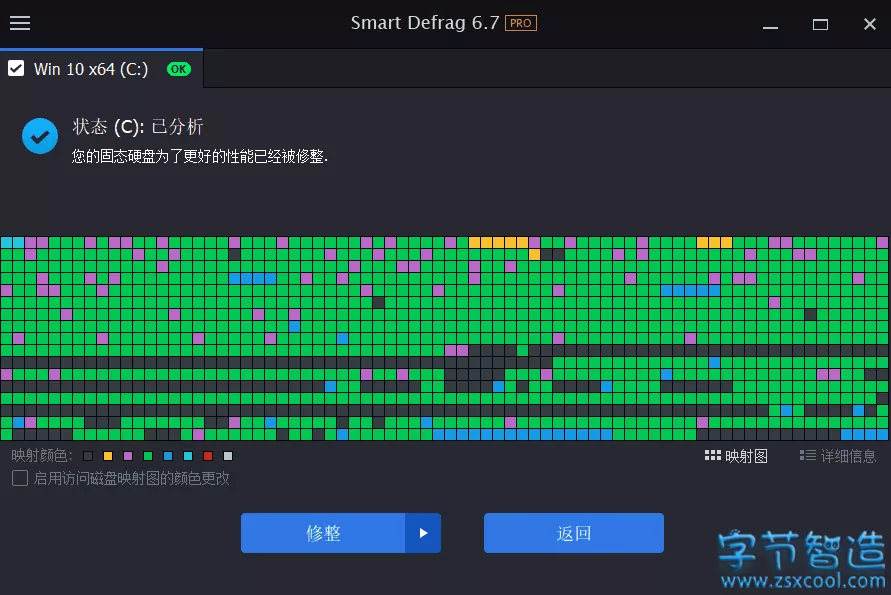 Smart Defrag 6.7 PRO
Win 10 x64 (C:) OK
状态 (C): 已分析
您的固态硬盘为了更好的性能已经被修整.
映射颜色:
映射图 详细信息
启用访问磁盘映射图的颜色更改
修整 返回
字节智造
www.zsxcool.com